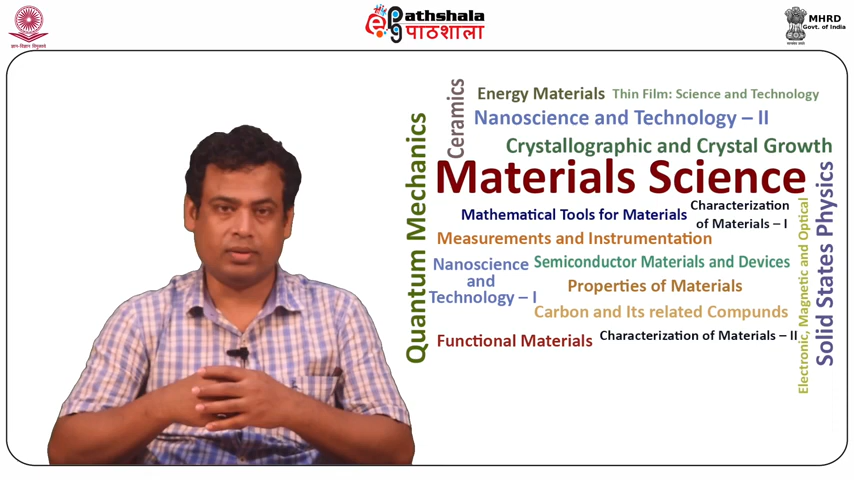 Pathshala
पाठशाला
MHRD
Govt. of India
Ceramics
Energy Materials
Thin Film: Science and Technology
Nanoscience and Technology – II
Crystallographic and Crystal Growth
Quantum Mechanics
Materials Science
Mathematical Tools for Materials
Characterization
of Materials – I
Measurements and Instrumentation
Nanoscience
and
Technology – I
Semiconductor Materials and Devices
Properties of Materials
Carbon and Its related Compunds
Functional Materials
Characterization of Materials – II
Electronic, Magnetic and Optical
Solid States Physics